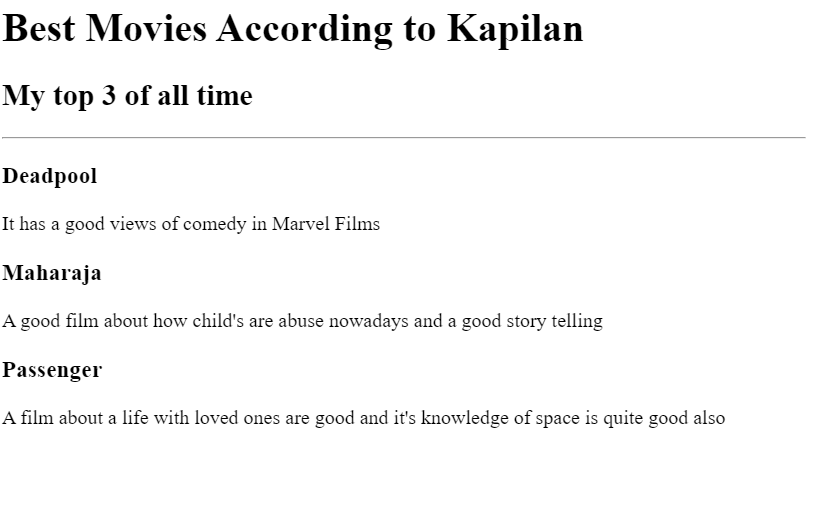 Best Movies According to Kapilan
My top 3 of all time
Deadpool
It has a good views of comedy in Marvel Films
Maharaja
A good film about how child's are abuse nowadays and a good story telling
Passenger
A film about a life with loved ones are good and it's knowledge of space is quite good also